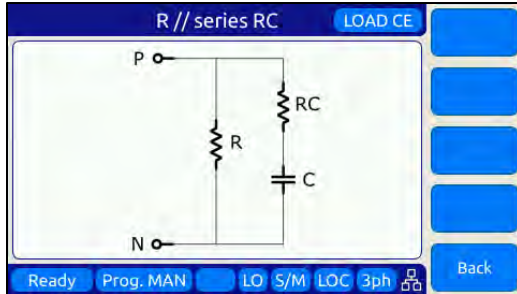 R // series RC LOAD CE
P
RC
R
C
N
Back
Ready Prog. MAN LO S/M LOC 3ph